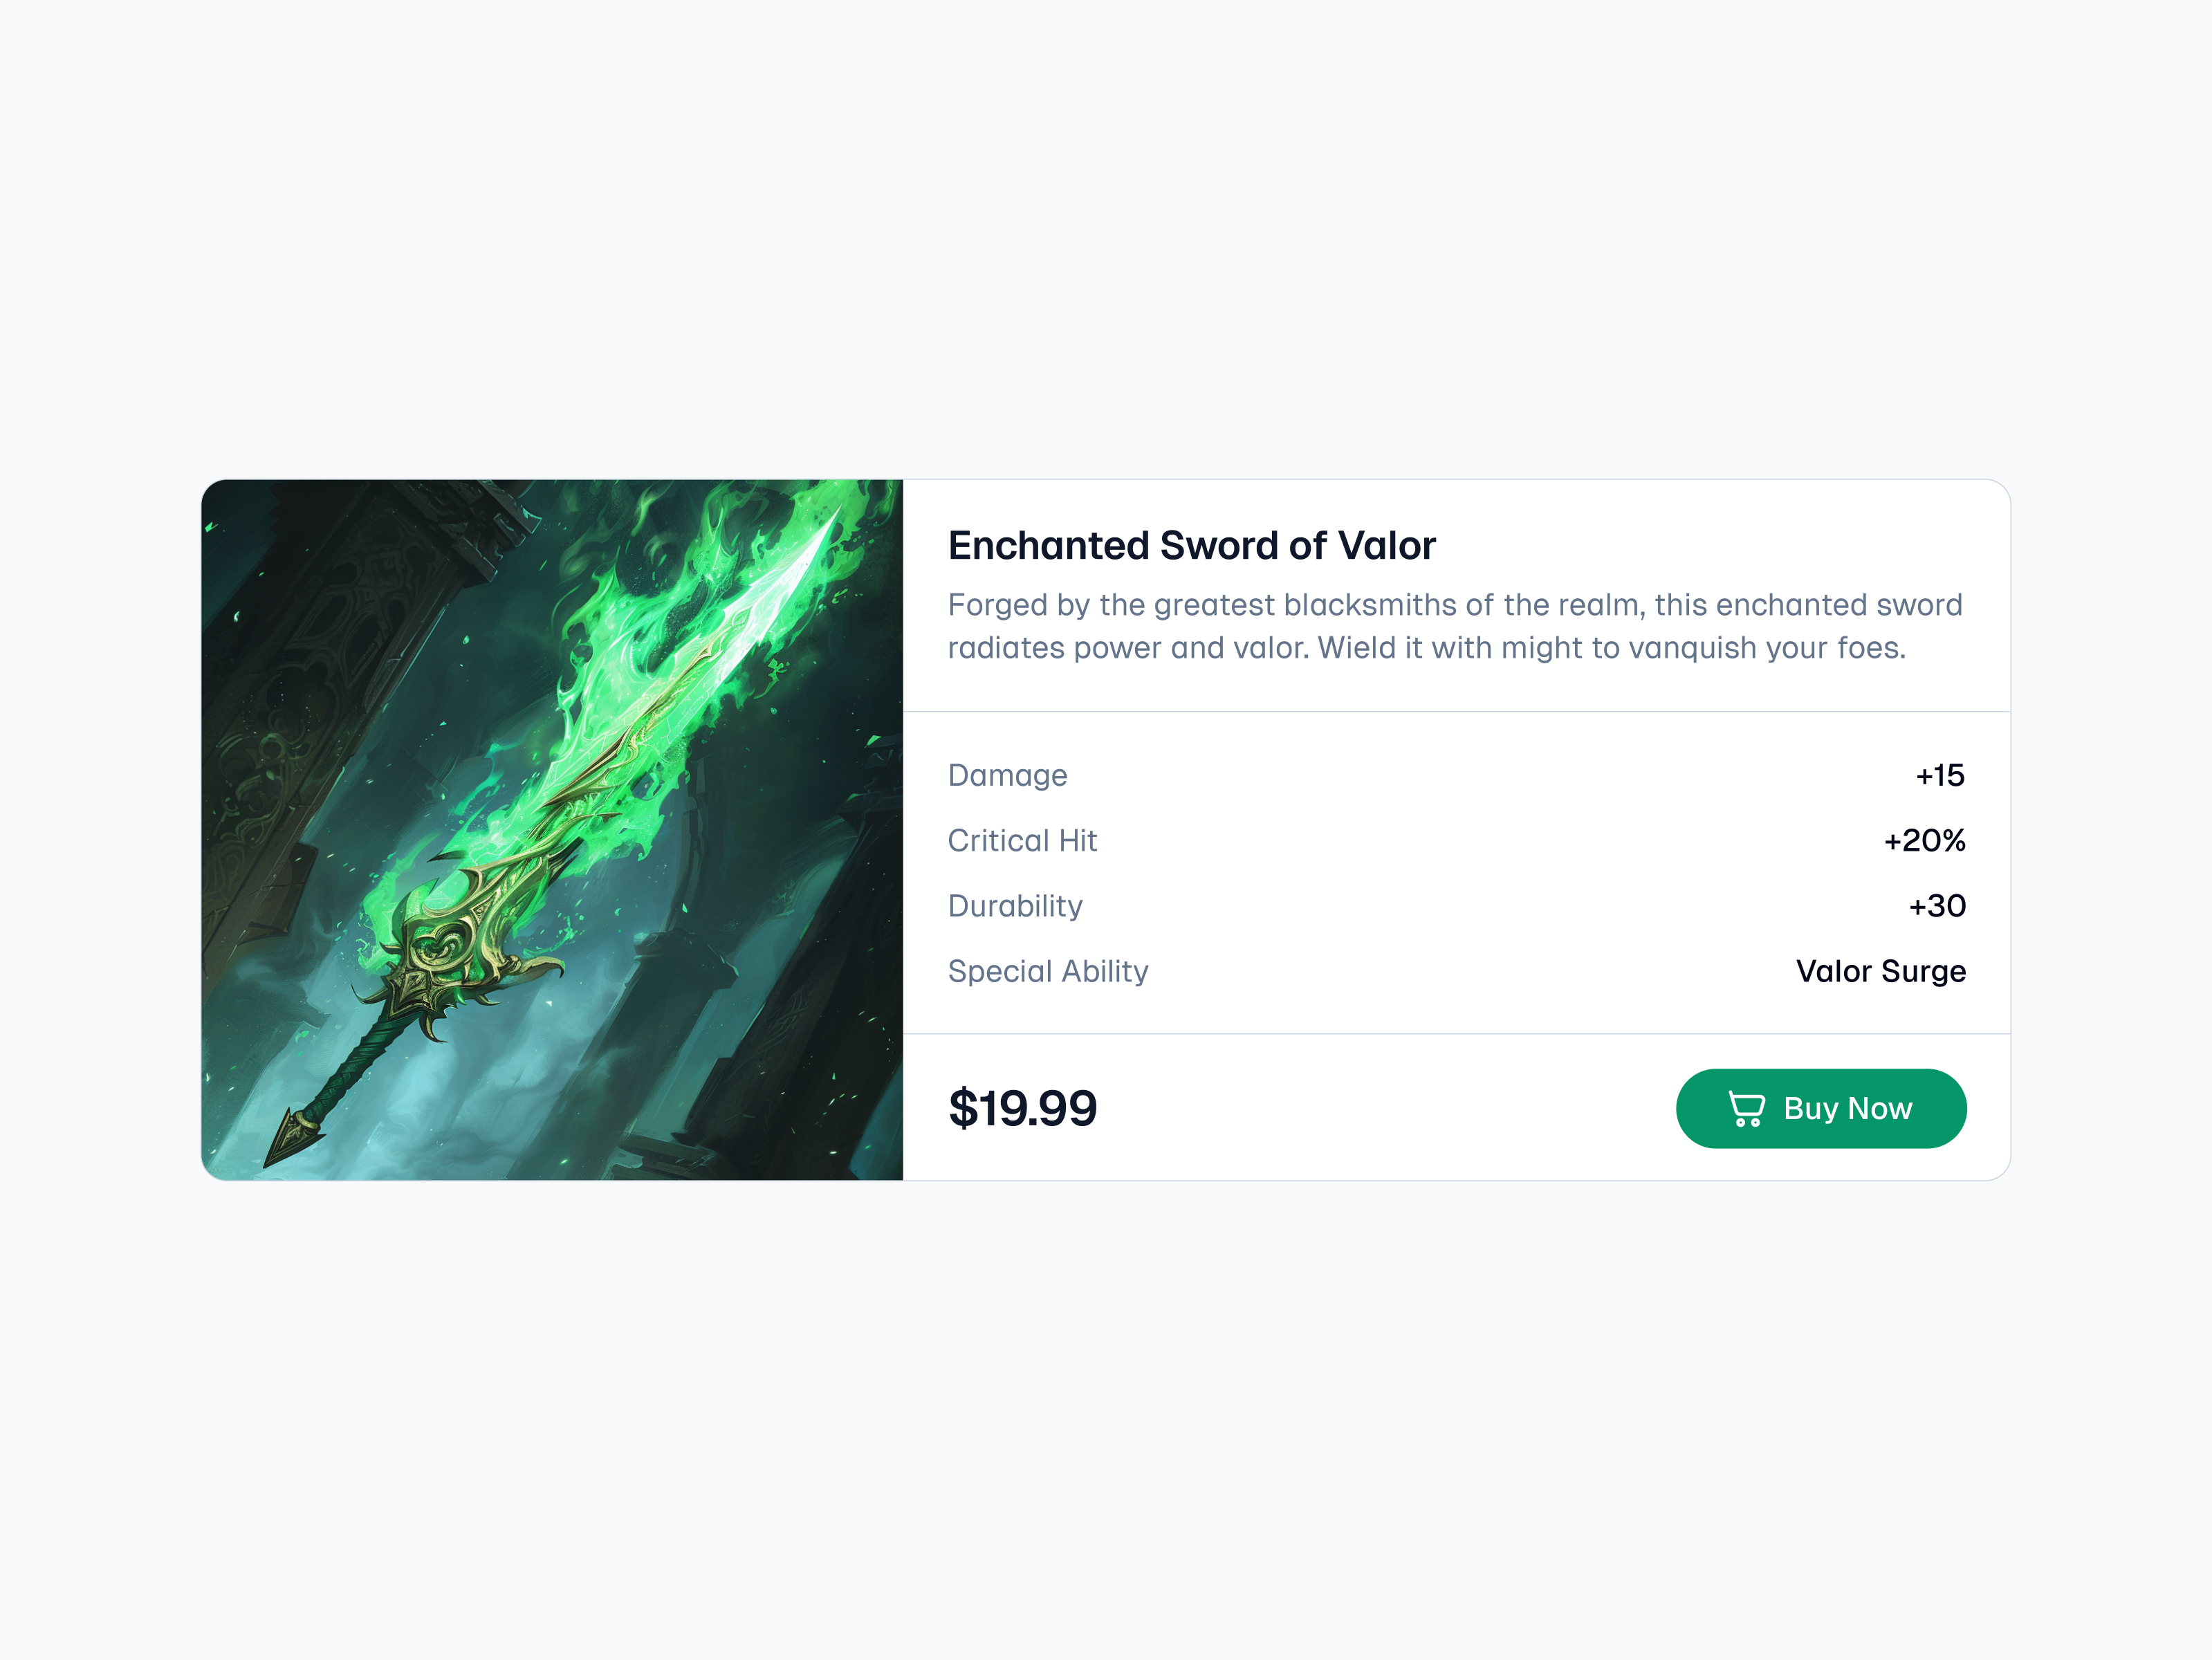 Enchanted Sword of Valor
Forged by the greatest blacksmiths of the realm, this enchanted sword
radiates power and valor. Wield it with might to vanquish your foes.
Damage +15
Critical Hit +20%
Durability +30
Special Ability Valor Surge
$19.99 Buy Now